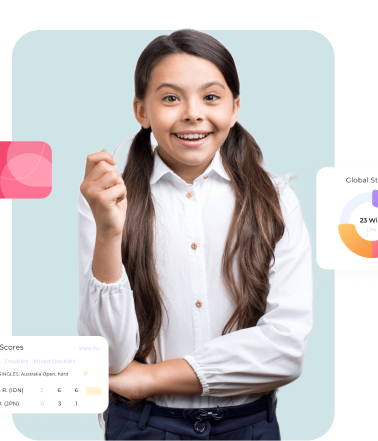 Global St
23 Wi
Scores
View All
Doubles Mixed Doubles
SINGLES: Australia Open, hard
R. (IDN) 2 6 6
(JPN) 0 3 1